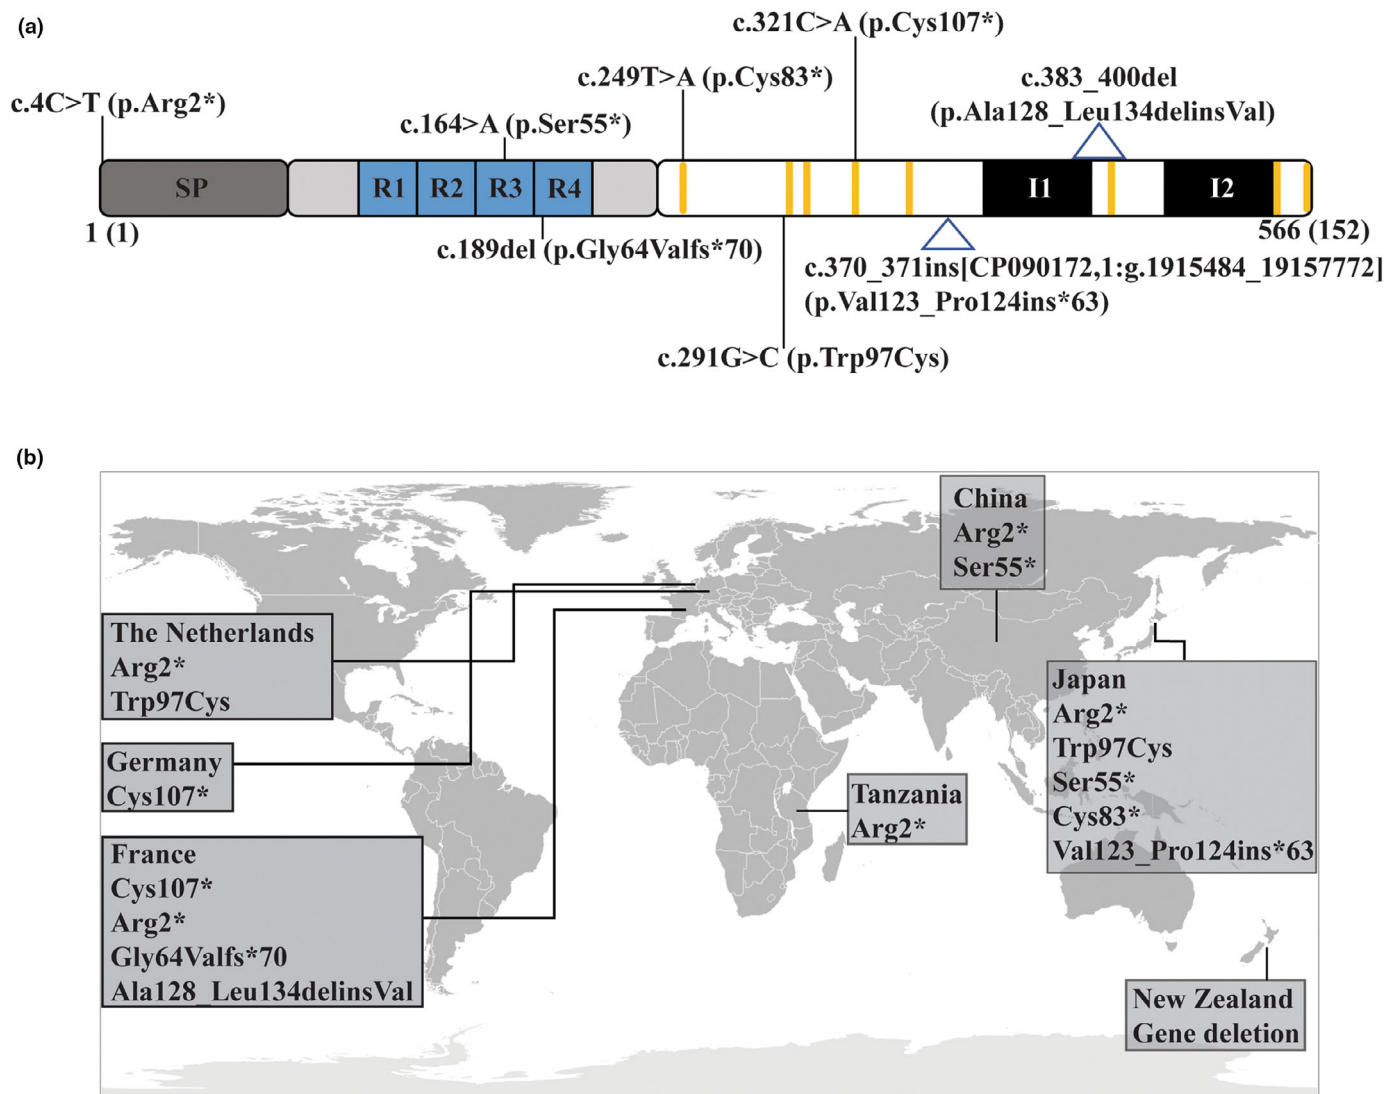 (a)
c.321C>A (p.Cys107*)
c.249T>A (p.Cys83*)
c.383_400del
(p.Ala128_Leu134delinsVal)
c.4C>T (p.Arg2*)
c.164>A (p.Ser55*)
SP
R1
R2
R3
R4
I1
I2
1 (1)
566 (152)
c.189del (p.Gly64Valfs*70)
c.370_371ins[CP090172,1:g.1915484_19157772]
(p.Val123_Pro124ins*63)
c.291G>C (p.Trp97Cys)
(b)
China
Arg2*
Ser55*
The Netherlands
Arg2*
Trp97Cys
Germany
Cys107*
France
Cys107*
Arg2*
Gly64Valfs*70
Ala128_Leu134delinsVal
Tanzania
Arg2*
Japan
Arg2*
Trp97Cys
Ser55*
Cys83*
Val123_Pro124ins*63
New Zealand
Gene deletion